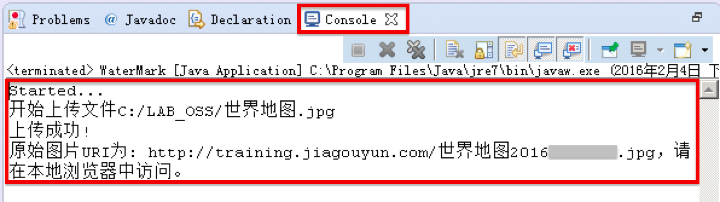 Problems @ Javadoc Declaration Console
<terminated> WaterMark [Java Application] C:\Program Files\Java\jre7\bin\javaw.exe (2016年2月4日 下
Started...
开始上传文件C:/LAB_OSS/世界地图.jpg
上传成功!
原始图片URI为: http://training.jiagouyun.com/世界地图2016 .jpg，请
在本地浏览器中访问。